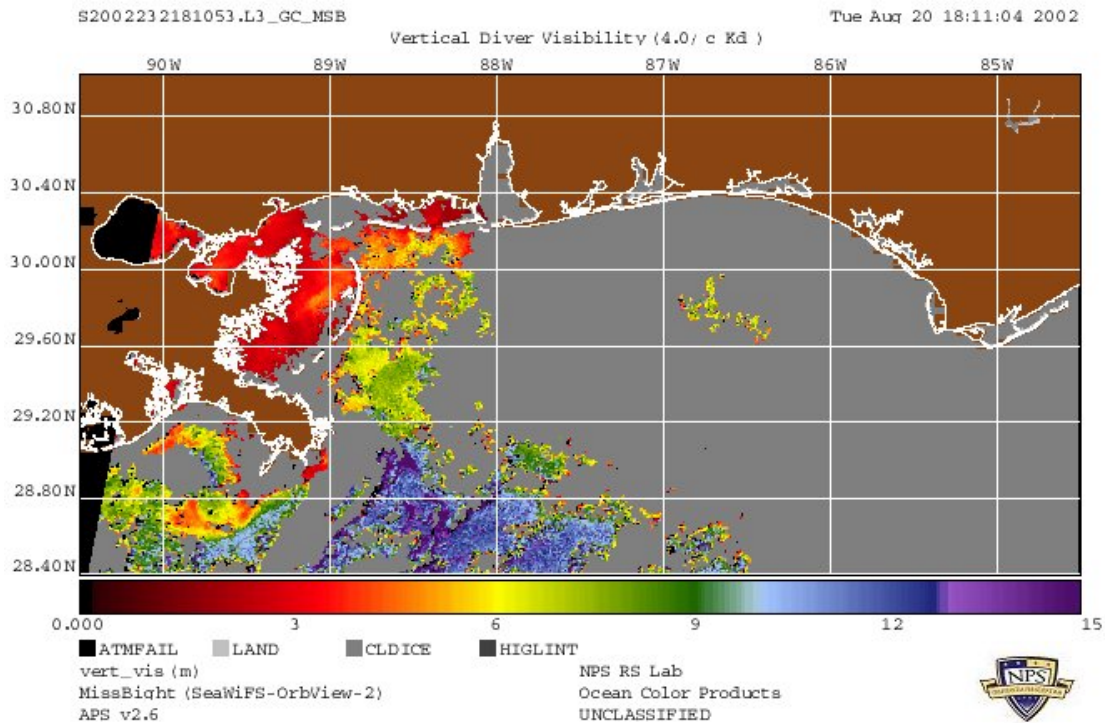 S2002232181053.L3_GC_MSB Tue Aug 20 18:11:04 2002
Vertical Diver Visibility (4.0/ c Kd )
90W 89W 88W 87W 86W 85W
30.80N
30.40N
30.00N
29.60N
29.20N
28.80N
28.40N
0.000 3 6 9 12 15
ATMFAIL LAND CLDICE HIGLINT
vert_vis (m) NPS RS Lab
MissBight (SeaWiFS-OrbView-2) Ocean Color Products
APS v2.6 UNCLASSIFIED
NPS